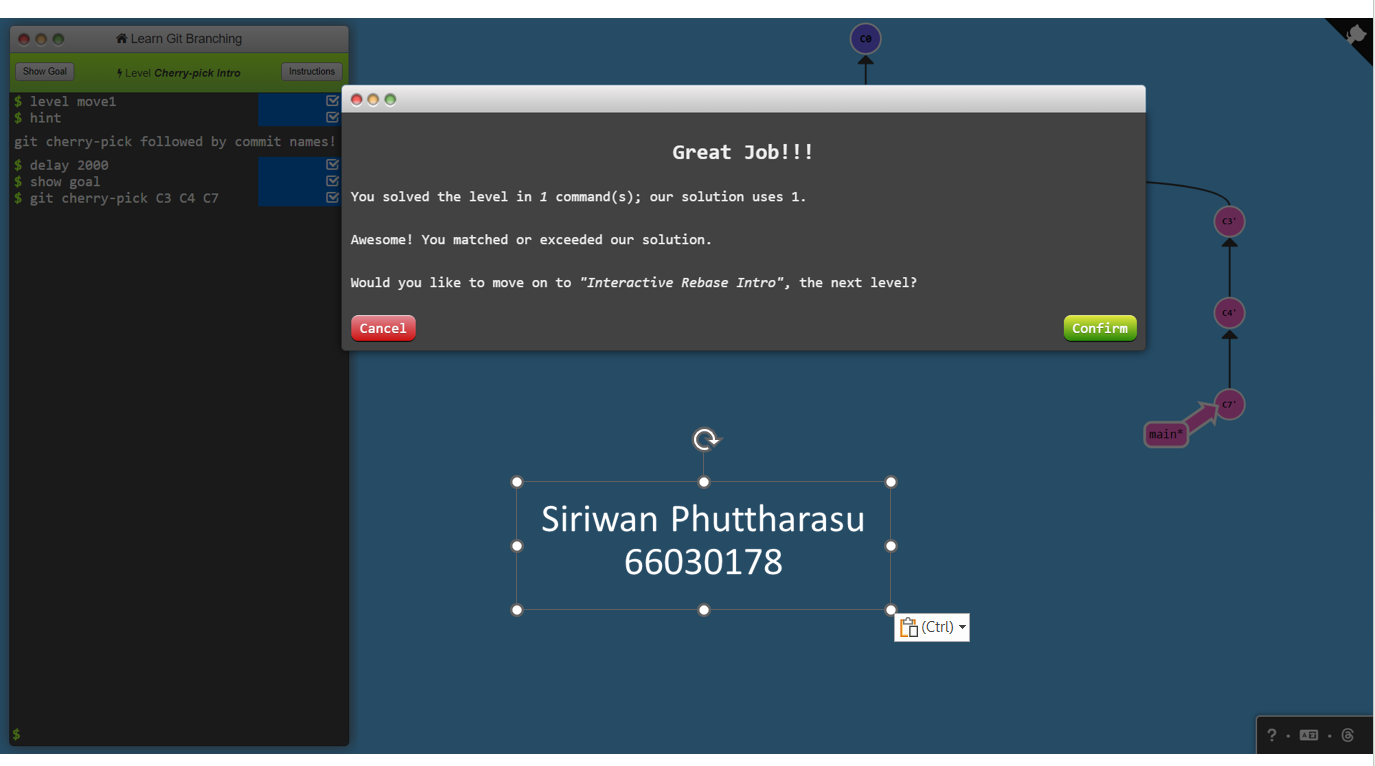 Learn Git Branching
Show Goal
Level Cherry-pick Intro
Instructions
$ level move1
$ hint
git cherry-pick followed by commit names!
$ delay 2000
$ show goal
$ git cherry-pick C3 C4 C7
$
C0
Great Job!!!
You solved the level in 1 command(s); our solution uses 1.
Awesome! You matched or exceeded our solution.
Would you like to move on to "Interactive Rebase Intro", the next level?
Cancel
Confirm
C3'
C4'
C7'
main*
Siriwan Phuttharasu
66030178
(Ctrl)
?